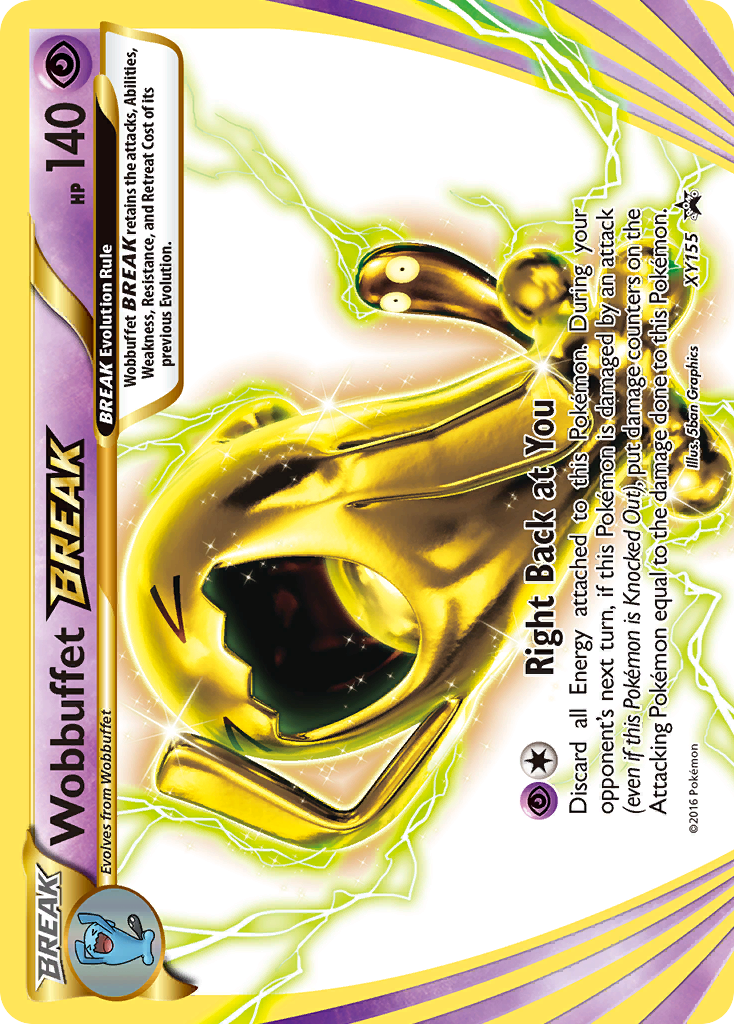 BREAK
Wobbuffet BREAK
HP 140
Evolves from Wobbuffet
BREAK Evolution Rule
Wobbuffet BREAK retains the attacks, Abilities,
Weakness, Resistance, and Retreat Cost of its
previous Evolution.
Right Back at You
Discard all Energy attached to this Pokémon. During your
opponent's next turn, if this Pokémon is damaged by an attack
(even if this Pokémon is Knocked Out), put damage counters on the
Attacking Pokémon equal to the damage done to this Pokémon.
Illus. 5ban Graphics
©2016 Pokémon
XY155
PROMO